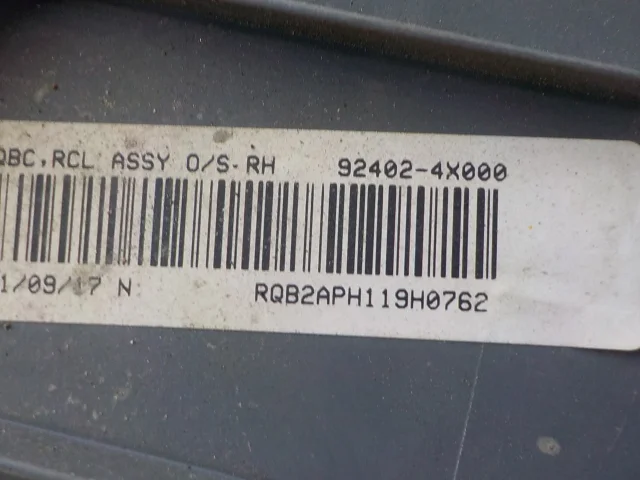 QBC.RCL ASSY O/S-RH 92402-4X000
1/09/17 N RQB2APH119H0762